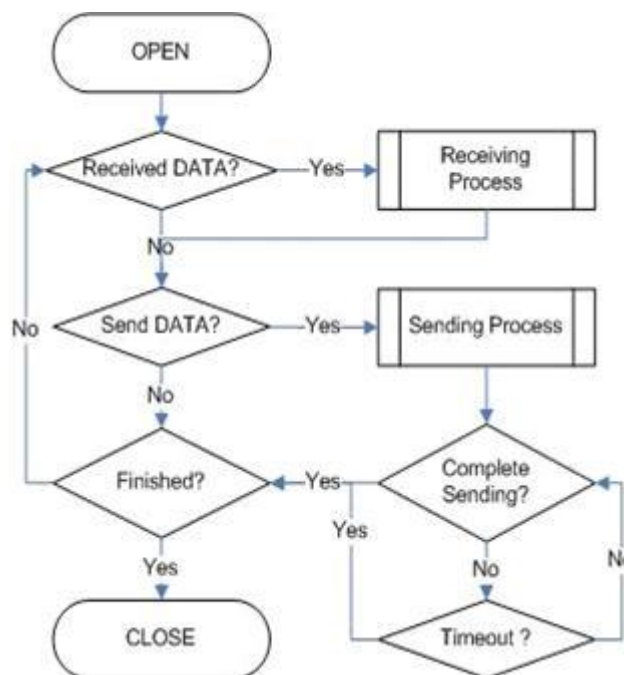 OPEN
Received DATA?
Yes
Receiving
Process
No
Send DATA?
Yes
Sending Process
No
No
Finished?
Yes
Complete
Sending?
Yes
No
No
Yes
CLOSE
Timeout ?